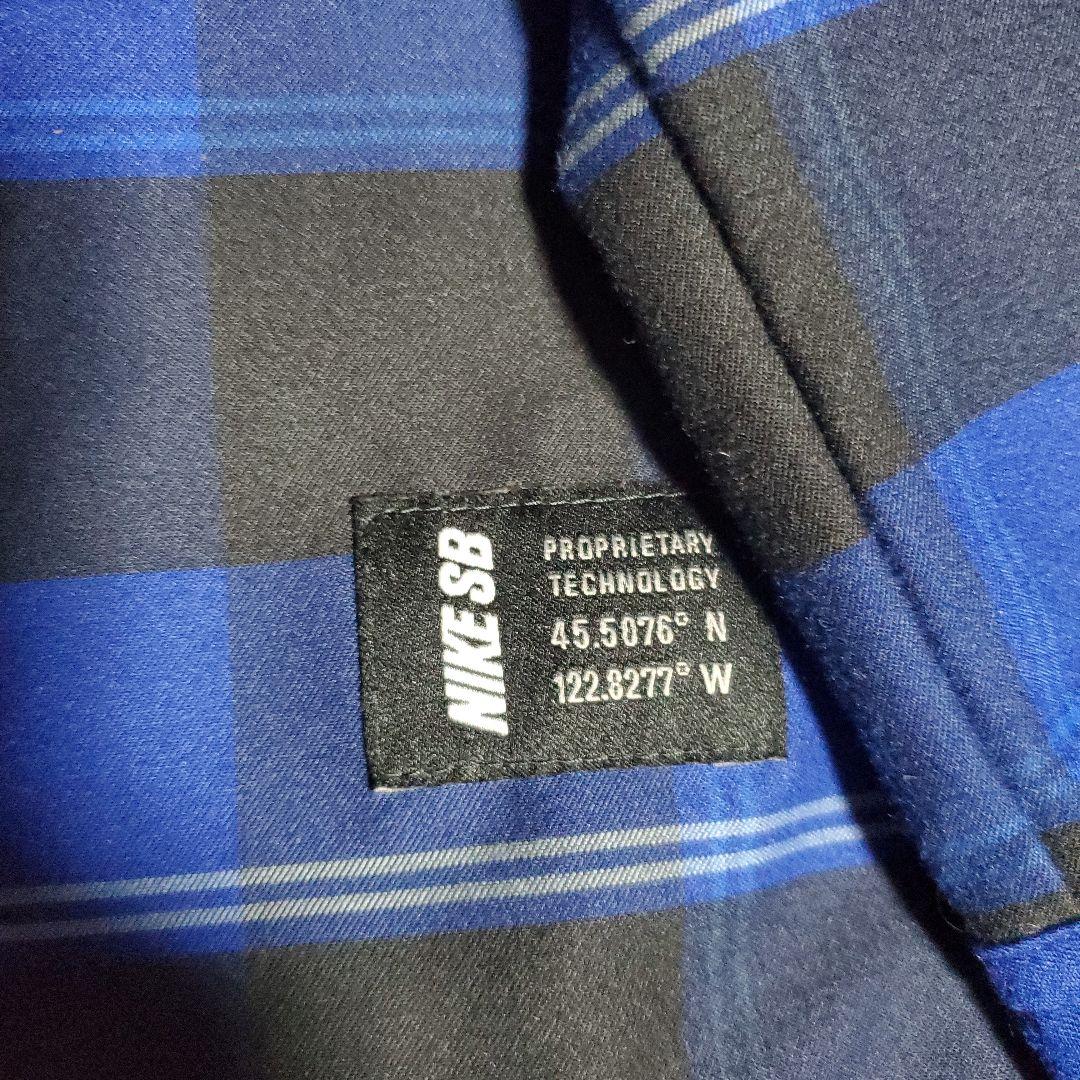 NIKE SB
PROPRIETARY
TECHNOLOGY
45.5076° N
122.8277° W